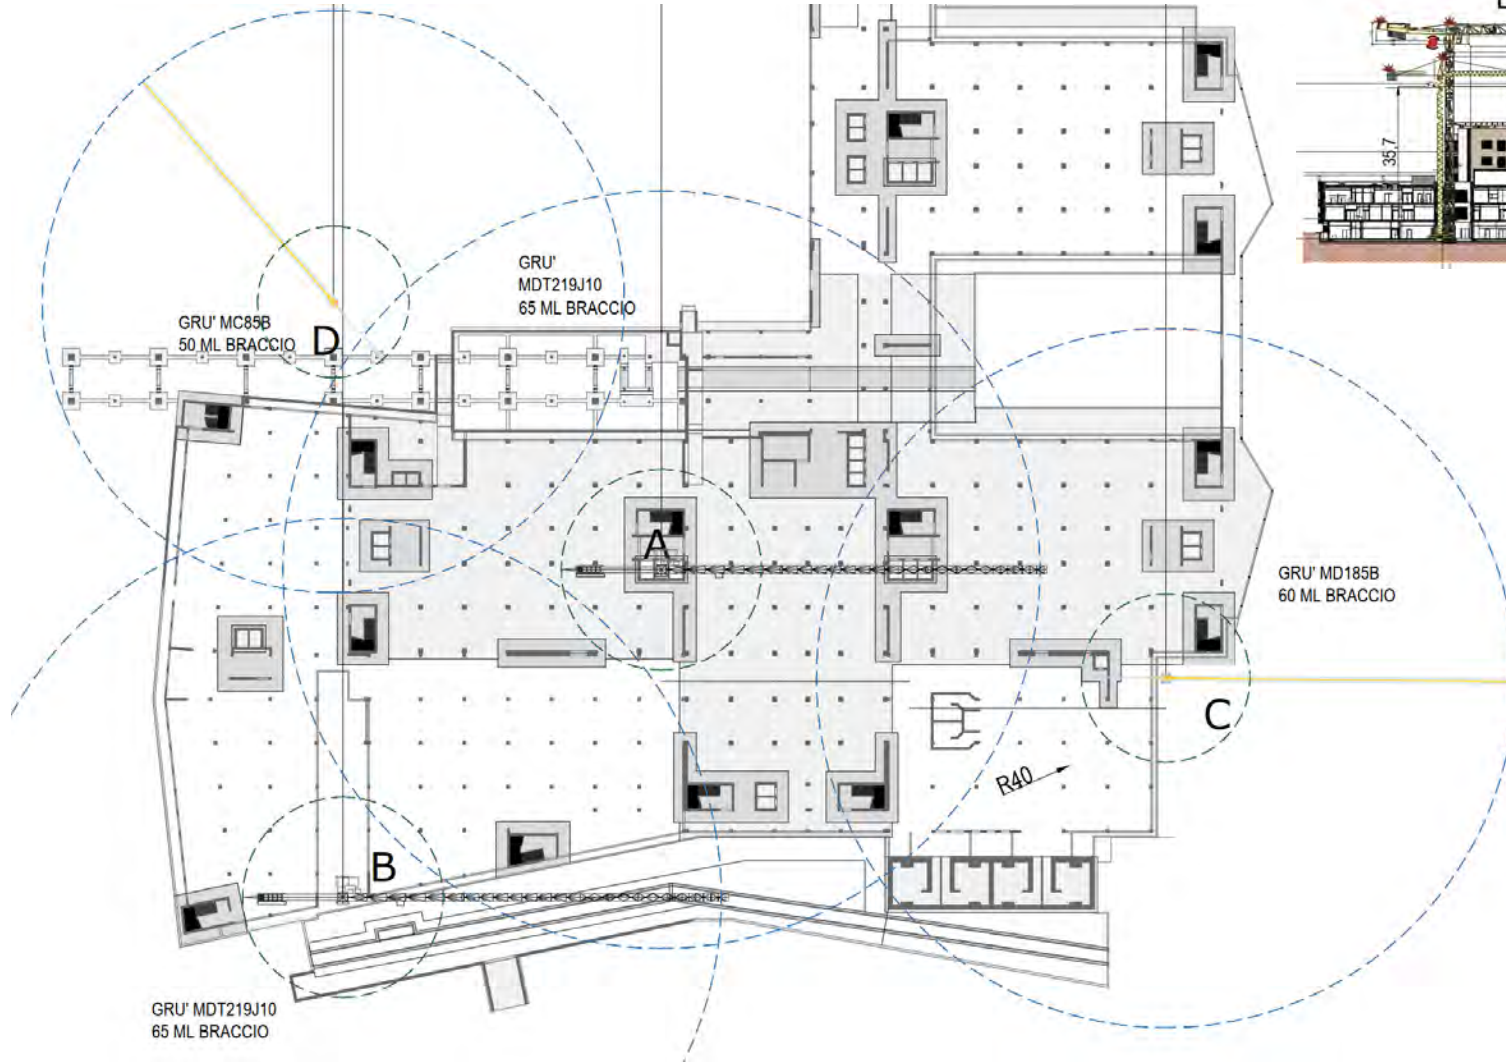 35,7
GRU'
MDT219J10
65 ML BRACCIO
GRU' MC85B
50 ML BRACCIO
D
A
GRU' MD185B
60 ML BRACCIO
C
R40
B
GRU' MDT219J10
65 ML BRACCIO